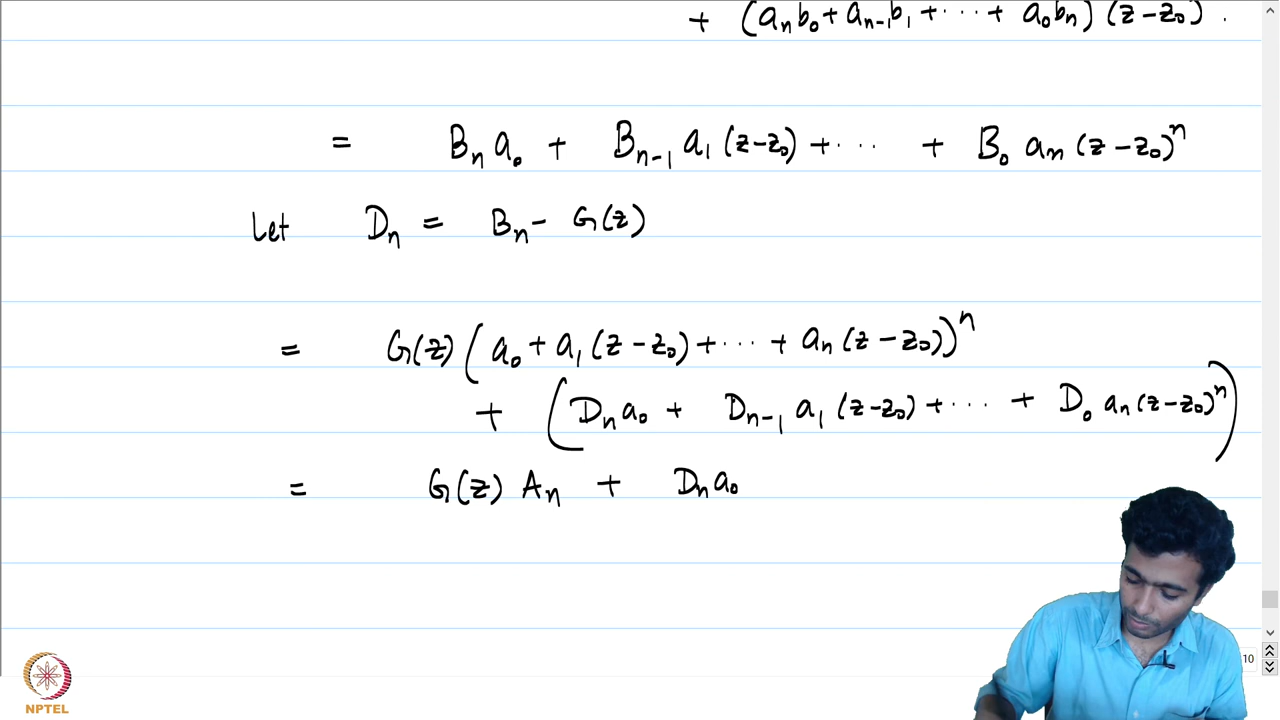 + (a_n b_0 + a_{n-1} b_1 + ⋯ + a_0 b_n) (z - z_0) .
= B_n a_0 + B_{n-1} a_1 (z-z_0) + ⋯ + B_0 a_n (z-z_0)^n
Let D_n = B_n - G(z)
= G(z) (a_0 + a_1 (z-z_0) + ⋯ + a_n (z-z_0))^n
+ (D_n a_0 + D_{n-1} a_1 (z-z_0) + ⋯ + D_0 a_n (z-z_0)^n)
= G(z) A_n + D_n a_0
10
NPTEL